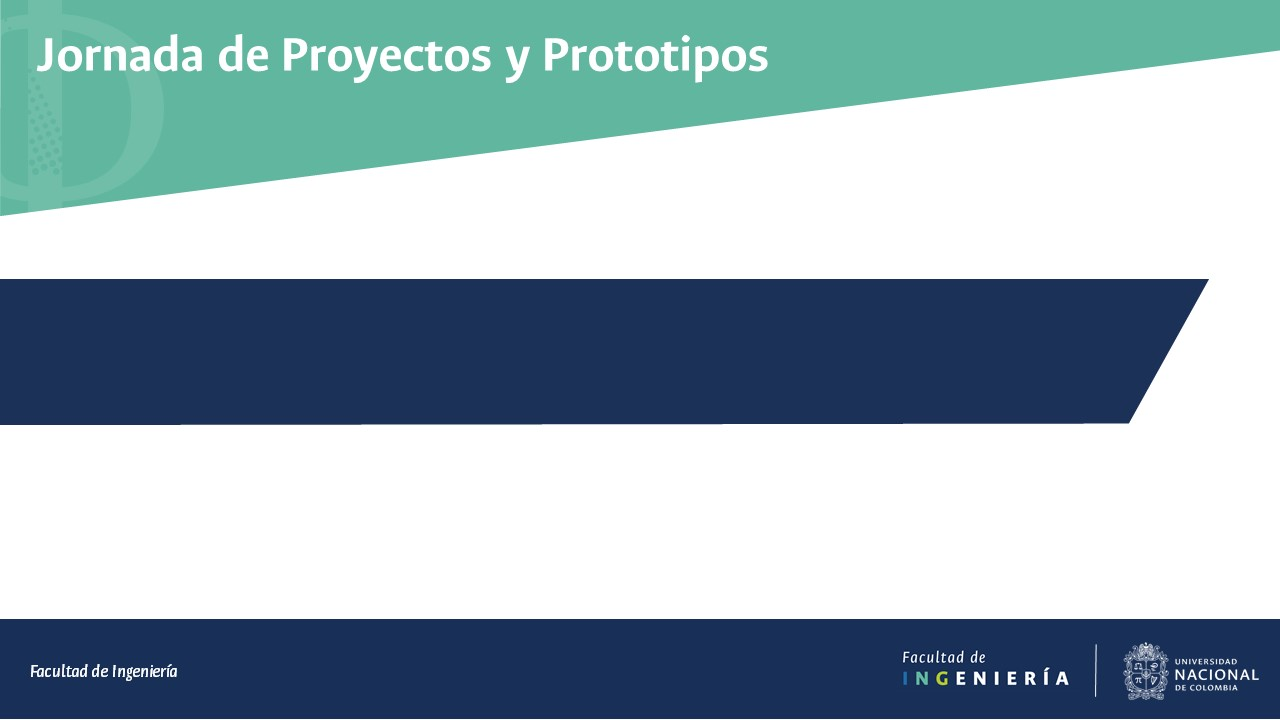 Jornada de Proyectos y Prototipos
Facultad de Ingeniería
Facultad de
INGENIERÍA
UNIVERSIDAD
NACIONAL
DE COLOMBIA